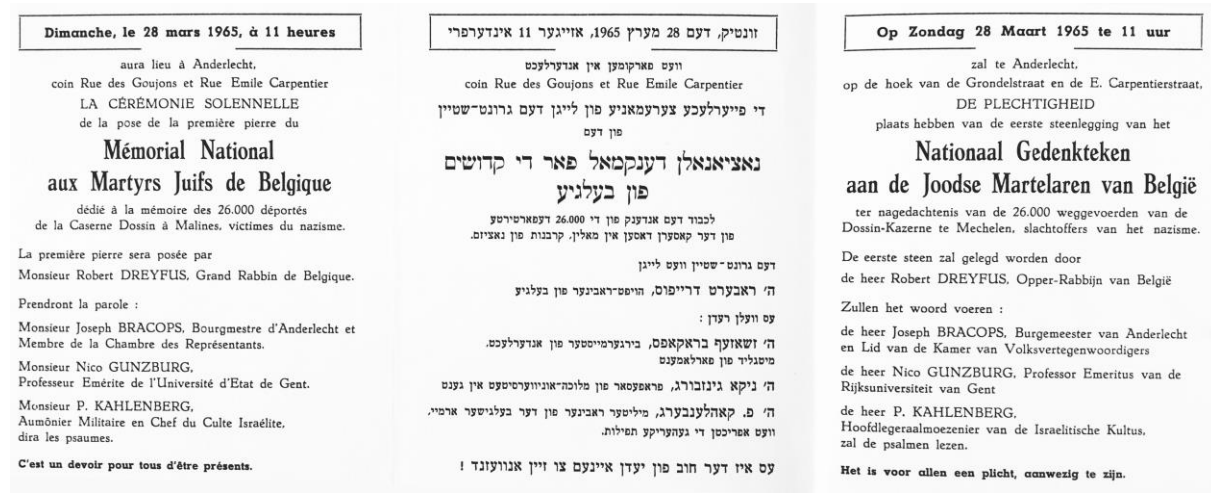 Dimanche, le 28 mars 1965, à 11 heures
aura lieu à Anderlecht,
coin Rue des Goujons et Rue Emile Carpentier
LA CÉRÉMONIE SOLENNELLE
de la pose de la première pierre du
Mémorial National
aux Martyrs Juifs de Belgique
dédié à la mémoire des 26.000 déportés
de la Caserne Dossin à Malines, victimes du nazisme.
La première pierre sera posée par
Monsieur Robert DREYFUS, Grand Rabbin de Belgique.
Prendront la parole :
Monsieur Joseph BRACOPS, Bourgmestre d'Anderlecht et
Membre de la Chambre des Représentants.
Monsieur Nico GUNZBURG,
Professeur Emérite de l'Université d'Etat de Gent.
Monsieur P. KAHLENBERG,
Aumônier Militaire en Chef du Culte Israélite,
dira les psaumes.
C'est un devoir pour tous d'être présents.
זונטיק, דעם 28 מערץ 1965, אזייגער 11 אינדערפרי
וועט פארקומען אין אנדערלעכט
coin Rue des Goujons et Rue Emile Carpentier
די פייערלעכע צערעמאניע פון לייגן דעם גרונט־שטיין
פון דעם
נאציאנאלן דענקמאל פאר די קדושים
פון בעלגיע
לכבוד דעם אנדענק פון די 26.000 דעפארטירטע
פון דער קאסערן דאסען אין מאלין, קרבנות פון נאציזם.
דעם גרונט־שטיין וועט לייגן
ה' ראבערט דרייפוס, הויפט־ראבינער פון בעלגיע
עס וועלן רעדן :
ה' זשאזעף בראקאפס, בירגערמייסטער פון אנדערלעכט,
מיטגליד פון פארלאמענט
ה' ניקא גינזבורג, פראפעסאר פון מלוכה־אוניווערסיטעט אין גענט
ה' פ. קאהלענבערג, מיליטער ראבינער פון דער בעלגישער ארמיי,
וועט אפריכטן די געהעריקע תפילות.
עס איז דער חוב פון יעדן איינעם צו זיין אנוועזנד !
Op Zondag 28 Maart 1965 te 11 uur
zal te Anderlecht,
op de hoek van de Grondelstraat en de E. Carpentierstraat,
DE PLECHTIGHEID
plaats hebben van de eerste steenlegging van het
Nationaal Gedenkteken
aan de Joodse Martelaren van België
ter nagedachtenis van de 26.000 weggevoerden van de
Dossin-Kazerne te Mechelen, slachtoffers van het nazisme.
De eerste steen zal gelegd worden door
de heer Robert DREYFUS, Opper-Rabbijn van België
Zullen het woord voeren :
de heer Joseph BRACOPS, Burgemeester van Anderlecht
en Lid van de Kamer van Volksvertegenwoordigers
de heer Nico GUNZBURG, Professor Emeritus van de
Rijksuniversiteit van Gent
de heer P. KAHLENBERG,
Hoofdlegeraalmoezenier van de Israelitische Kultus,
zal de psalmen lezen.
Het is voor allen een plicht, aanwezig te zijn.